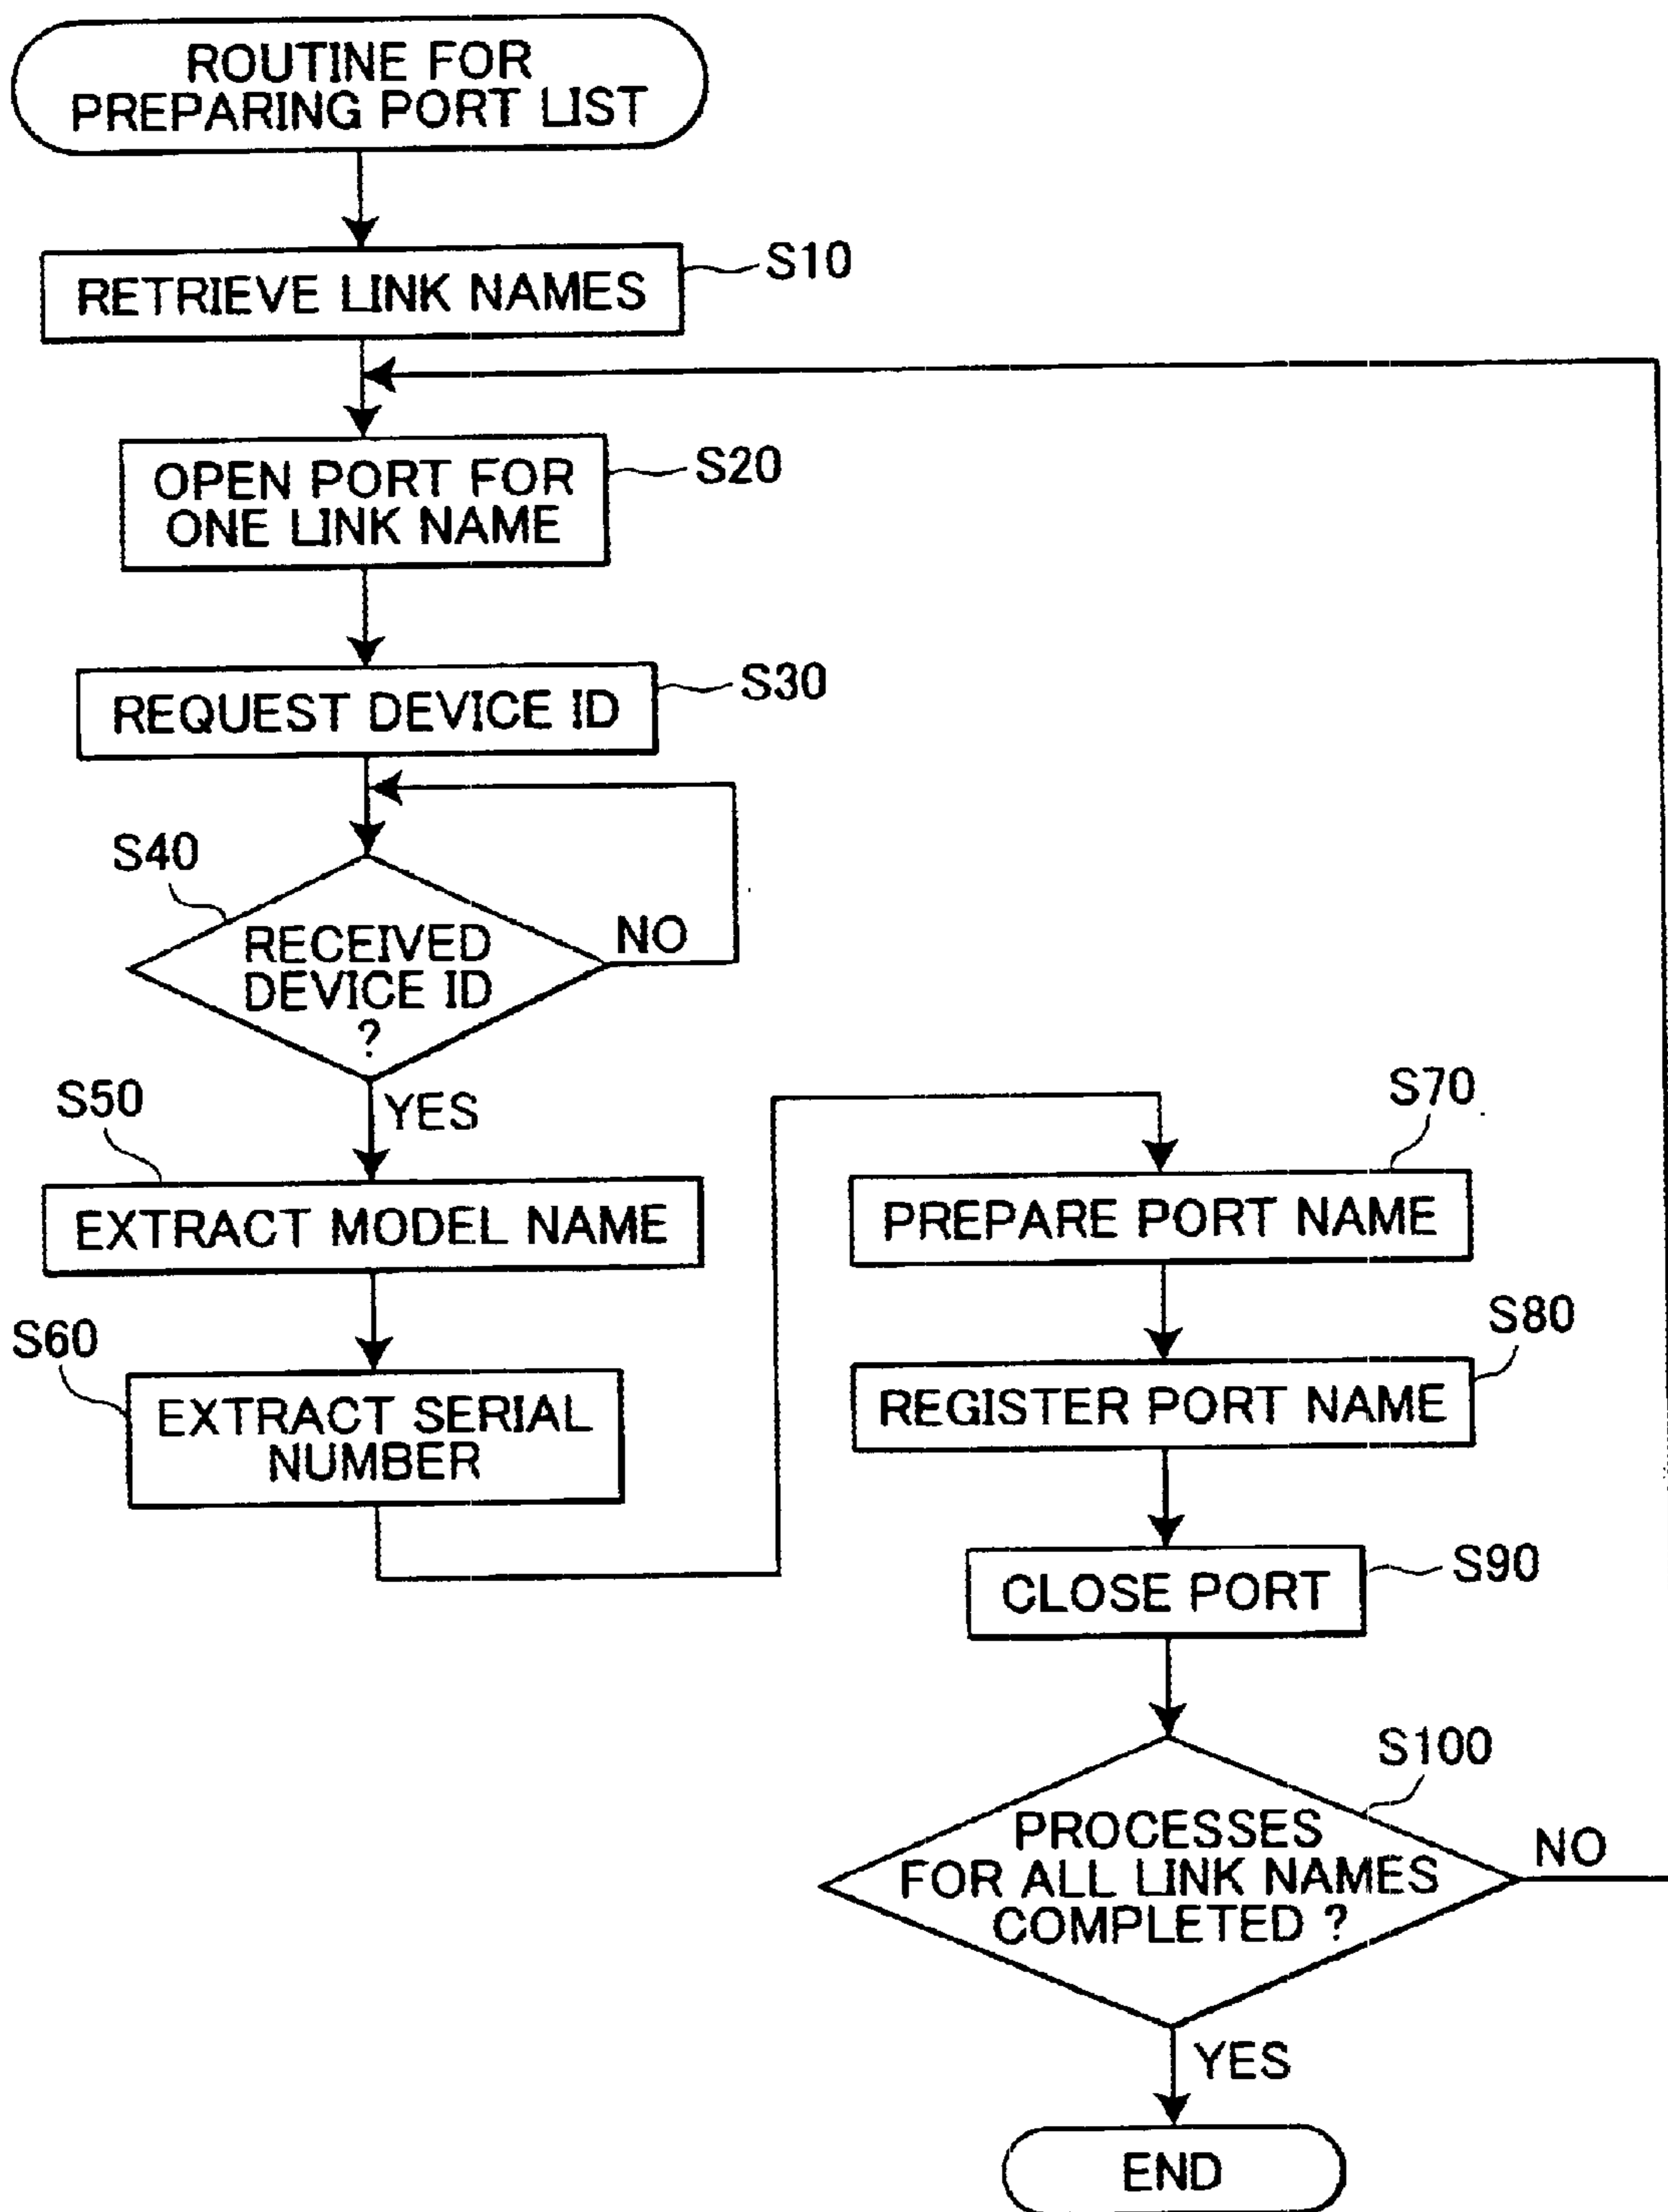 ROUTINE FOR
PREPARING PORT LIST
RETRIEVE LINK NAMES
S10
OPEN PORT FOR
ONE LINK NAME
S20
REQUEST DEVICE ID
S30
S40
RECEIVED
DEVICE ID
?
NO
YES
S50
EXTRACT MODEL NAME
S60
EXTRACT SERIAL
NUMBER
S70
PREPARE PORT NAME
S80
REGISTER PORT NAME
CLOSE PORT
S90
S100
PROCESSES
FOR ALL LINK NAMES
COMPLETED ?
NO
YES
END